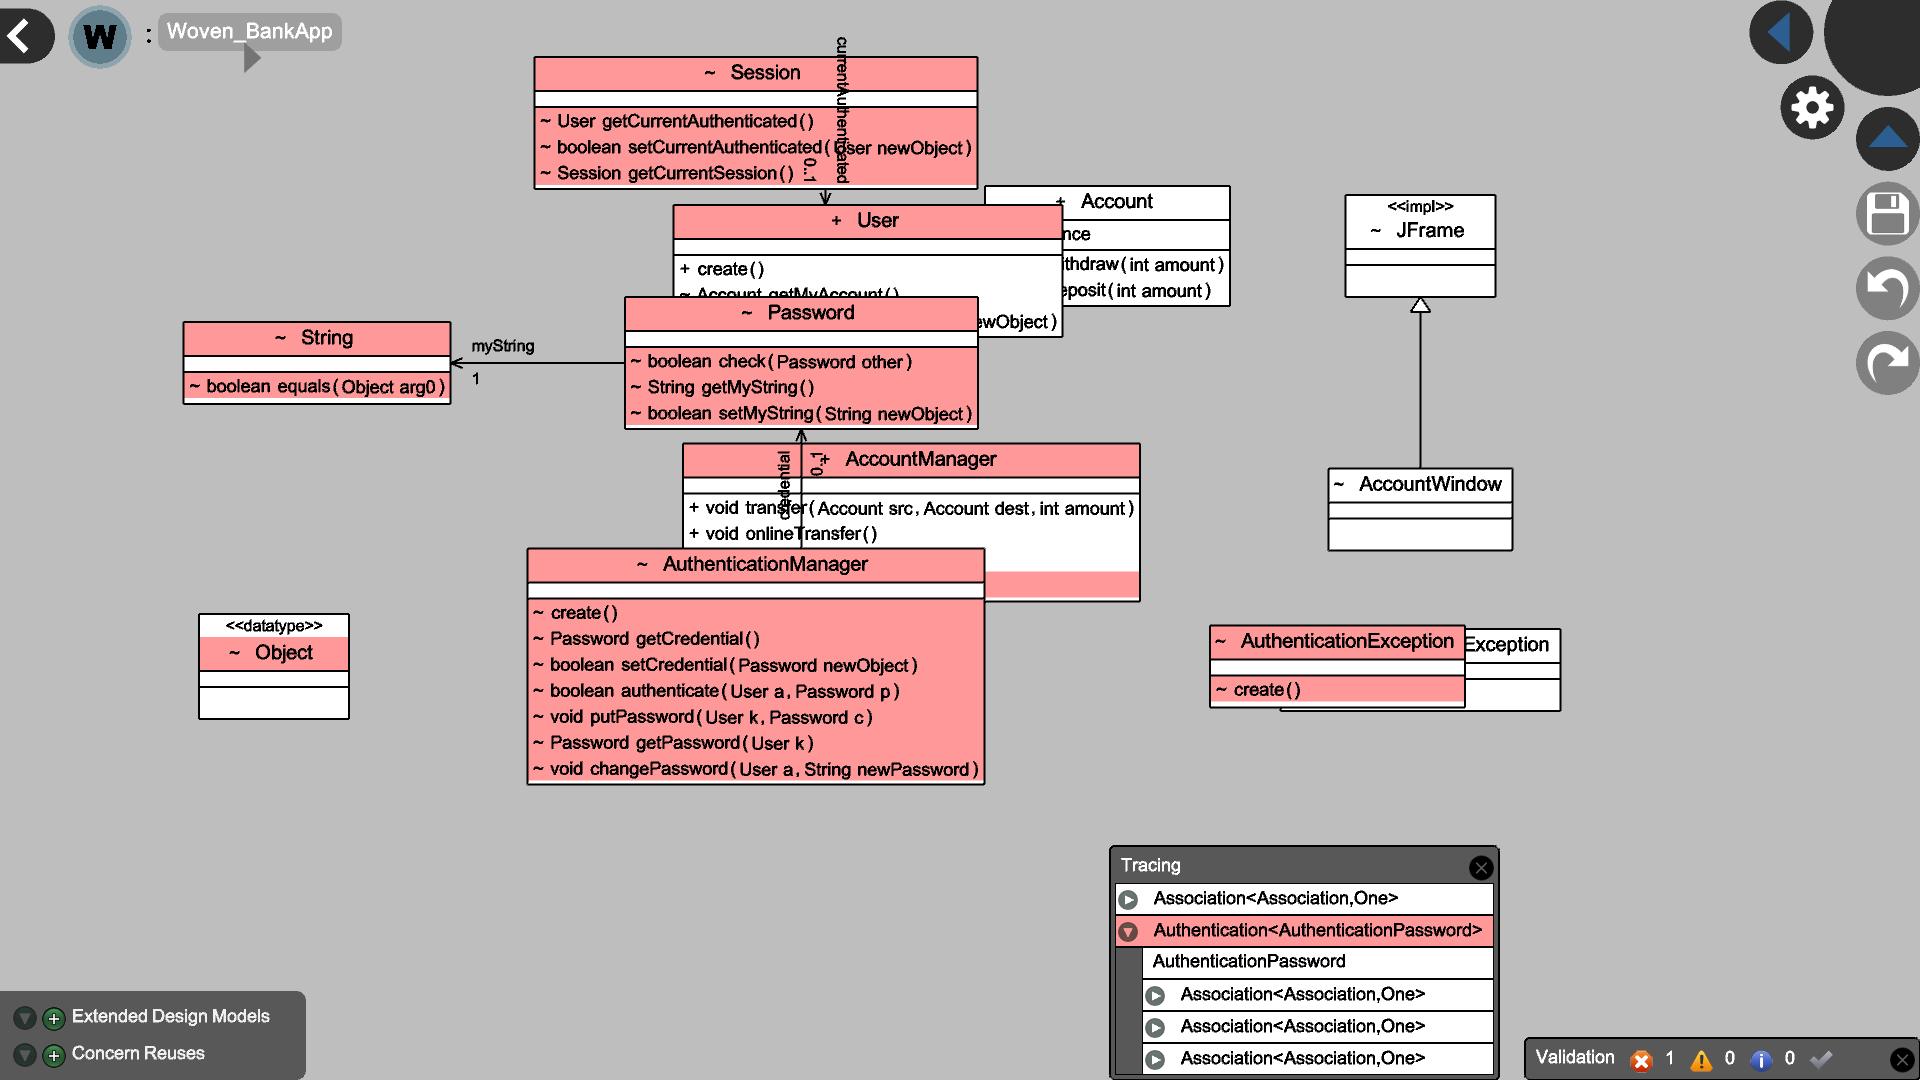 W : Woven_BankApp
~ Session
~ User getCurrentAuthenticated()
~ boolean setCurrentAuthenticated(User newObject)
~ Session getCurrentSession()
currentAuthenticated
0..1
+ User
+ create()
~ Account getMyAccount()
ewObject)
+ Account
nce
ithdraw(int amount)
eposit(int amount)
<<impl>>
~ JFrame
~ String
~ boolean equals(Object arg0)
myString
1
~ Password
~ boolean check(Password other)
~ String getMyString()
~ boolean setMyString(String newObject)
credential
0..1
+ AccountManager
+ void transfer(Account src, Account dest, int amount)
+ void onlineTransfer()
~ AccountWindow
~ AuthenticationManager
~ create()
~ Password getCredential()
~ boolean setCredential(Password newObject)
~ boolean authenticate(User a, Password p)
~ void putPassword(User k, Password c)
~ Password getPassword(User k)
~ void changePassword(User a, String newPassword)
<<datatype>>
~ Object
~ AuthenticationException
~ create()
Exception
Tracing
Association<Association,One>
Authentication<AuthenticationPassword>
AuthenticationPassword
Association<Association,One>
Association<Association,One>
Association<Association,One>
Extended Design Models
Concern Reuses
Validation 1 0 0